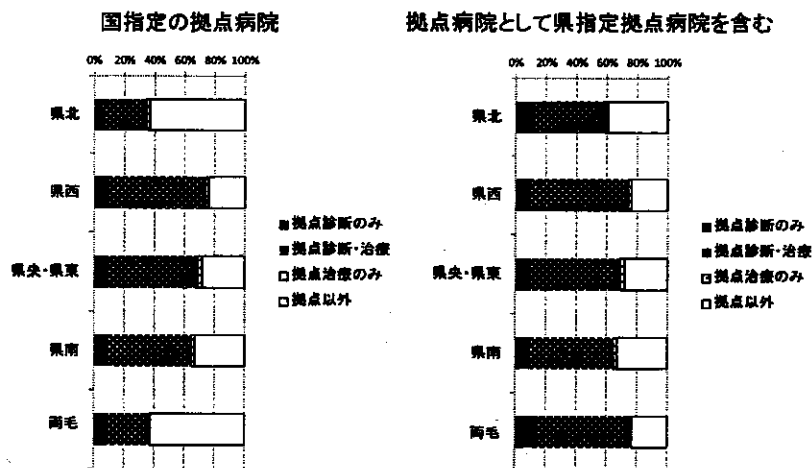 国指定の拠点病院
0% 20% 40% 60% 80% 100%
県北
県西
県央・県東
県南
両毛
■拠点診断のみ
■拠点診断・治療
□拠点治療のみ
□拠点以外
拠点病院として県指定拠点病院を含む
0% 20% 40% 60% 80% 100%
県北
県西
県央・県東
県南
両毛
■拠点診断のみ
■拠点診断・治療
□拠点治療のみ
□拠点以外